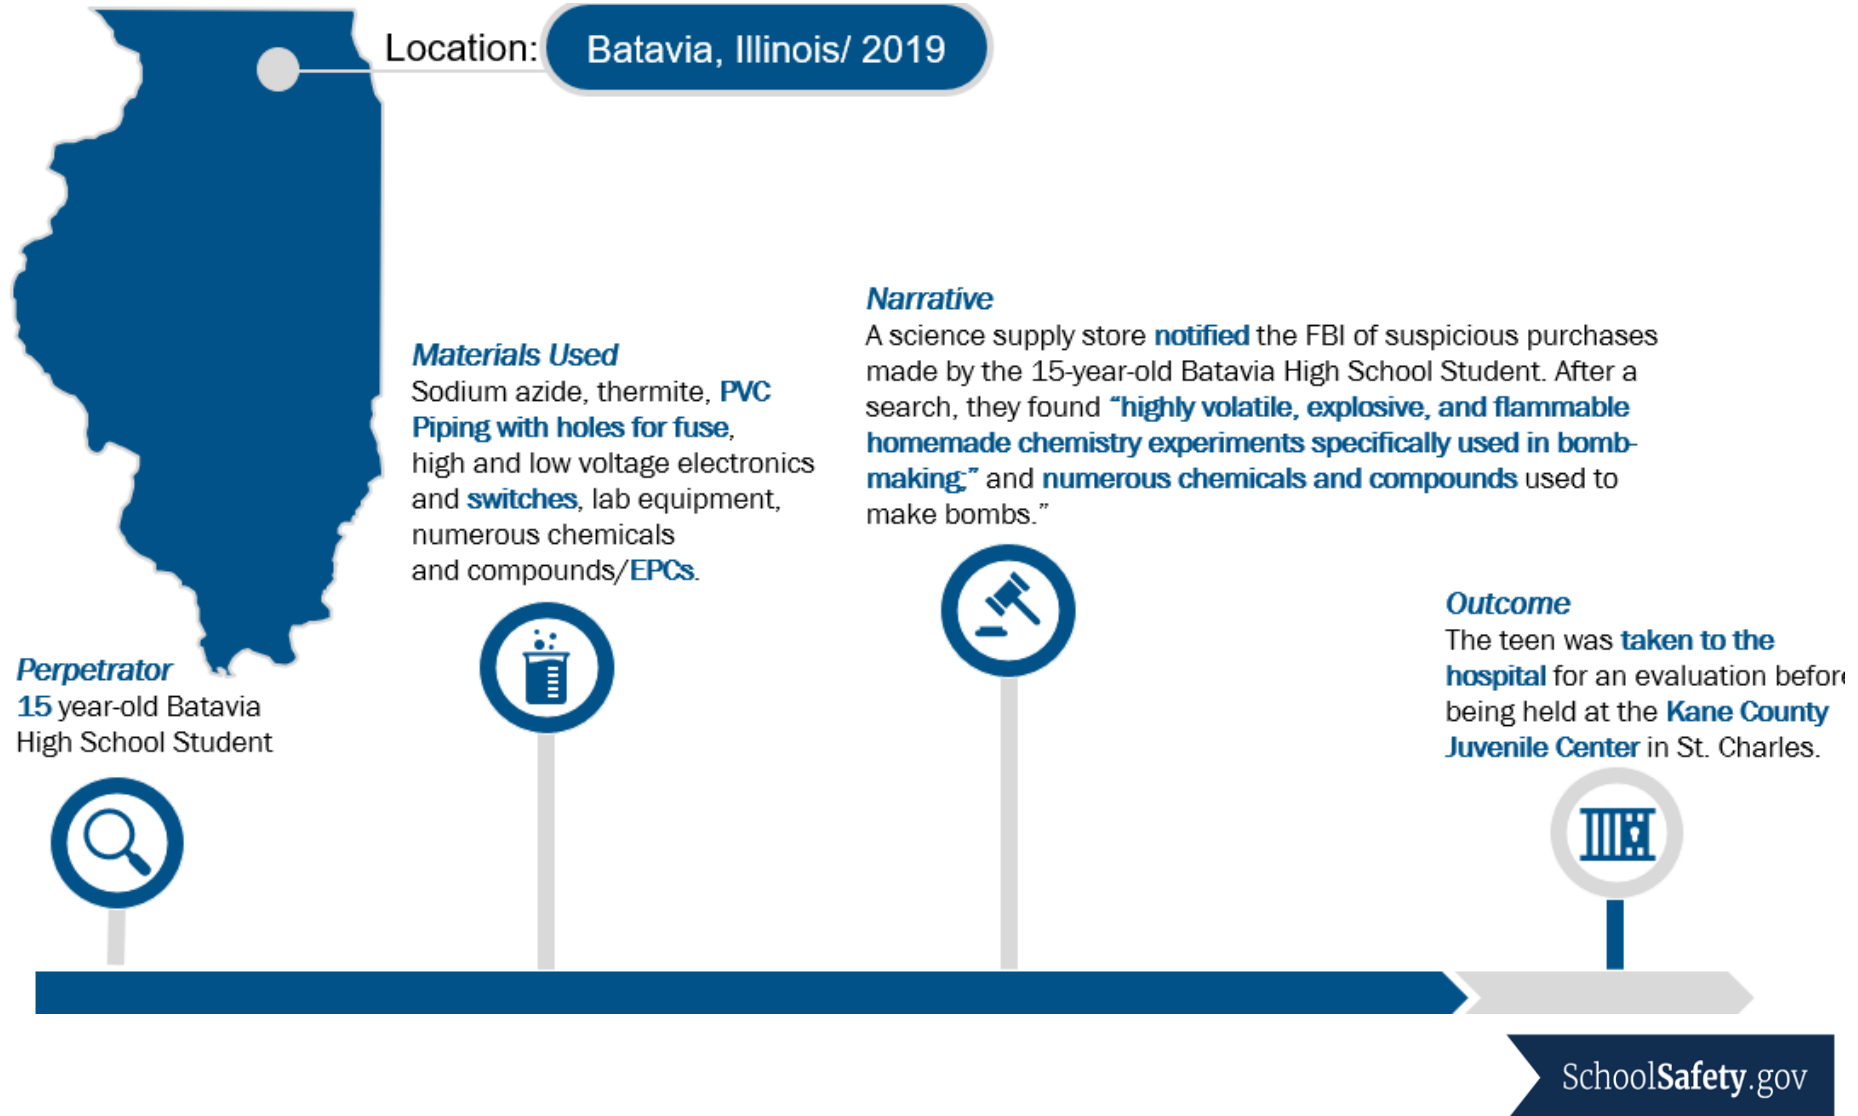 Location: Batavia, Illinois/ 2019
Narrative
A science supply store notified the FBI of suspicious purchases
made by the 15-year-old Batavia High School Student. After a
search, they found “highly volatile, explosive, and flammable
homemade chemistry experiments specifically used in bomb-
making;” and numerous chemicals and compounds used to
make bombs.”
Materials Used
Sodium azide, thermite, PVC
Piping with holes for fuse,
high and low voltage electronics
and switches, lab equipment,
numerous chemicals
and compounds/EPCs.
Outcome
The teen was taken to the
hospital for an evaluation before
being held at the Kane County
Juvenile Center in St. Charles.
Perpetrator
15 year-old Batavia
High School Student
SchoolSafety.gov